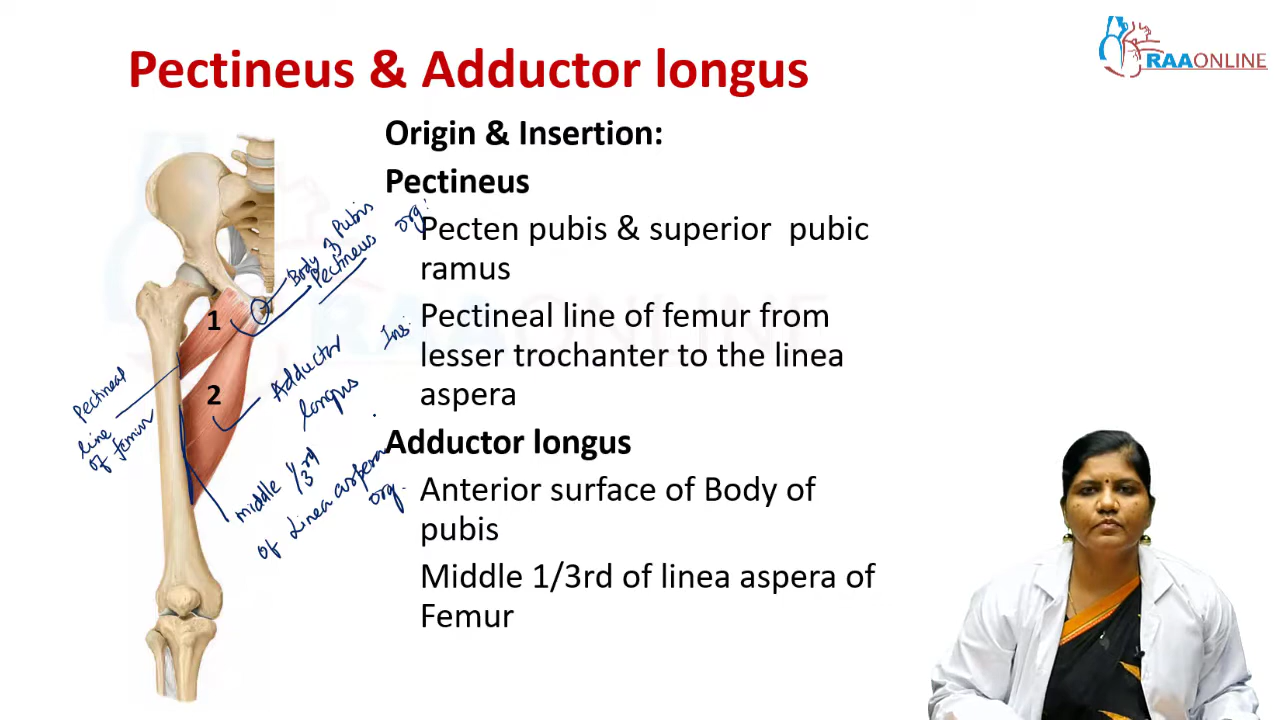 Pectineus & Adductor longus
RAAONLINE
Origin & Insertion:
Pectineus
org:
Pecten pubis & superior pubic
ramus
Ins:
Pectineal line of femur from
lesser trochanter to the linea
aspera
Adductor longus
org.
Anterior surface of Body of
pubis
Middle 1/3rd of linea aspera of
Femur
Body of Pubis
Pectineus
1
2
Adductor
longus
Pectineal
line
of femur
middle 1/3rd
of Linea aspera